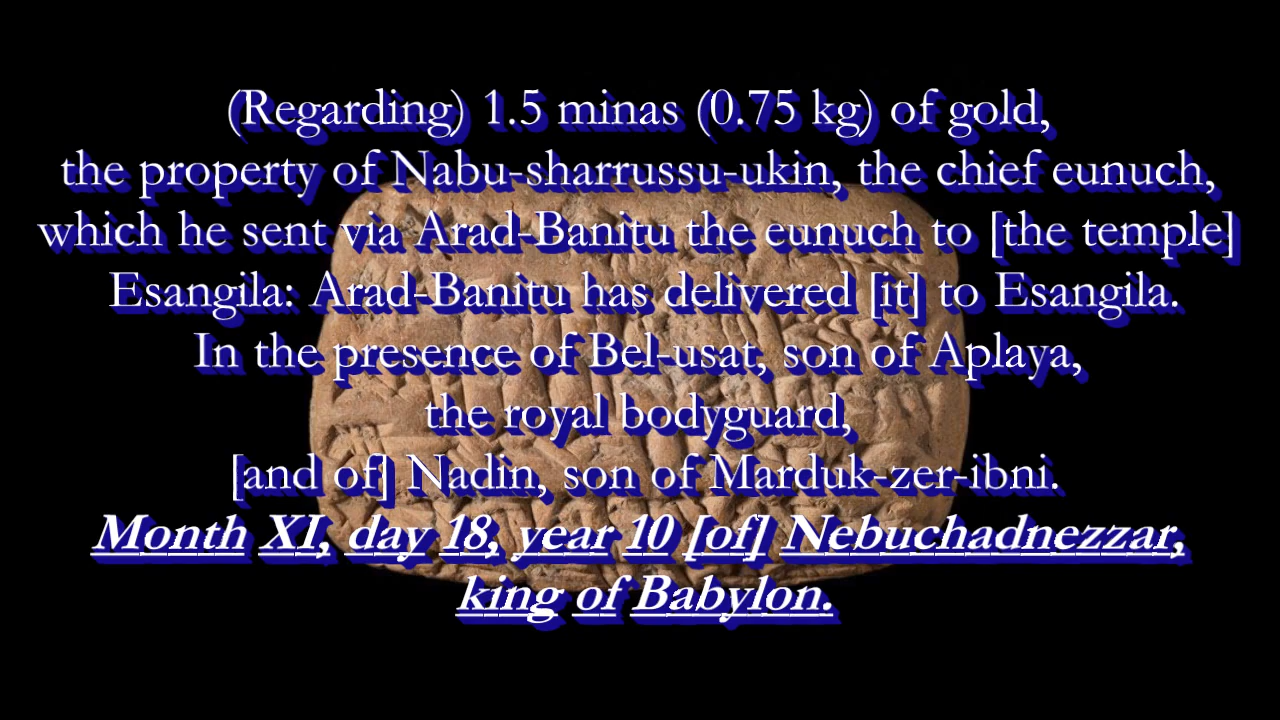 (Regarding) 1.5 minas (0.75 kg) of gold,
the property of Nabu-sharrussu-ukin, the chief eunuch,
which he sent via Arad-Banitu the eunuch to [the temple]
Esangila: Arad-Banitu has delivered [it] to Esangila.
In the presence of Bel-usat, son of Aplaya,
the royal bodyguard,
[and of] Nadin, son of Marduk-zer-ibni.
Month XI, day 18, year 10 [of] Nebuchadnezzar,
king of Babylon.